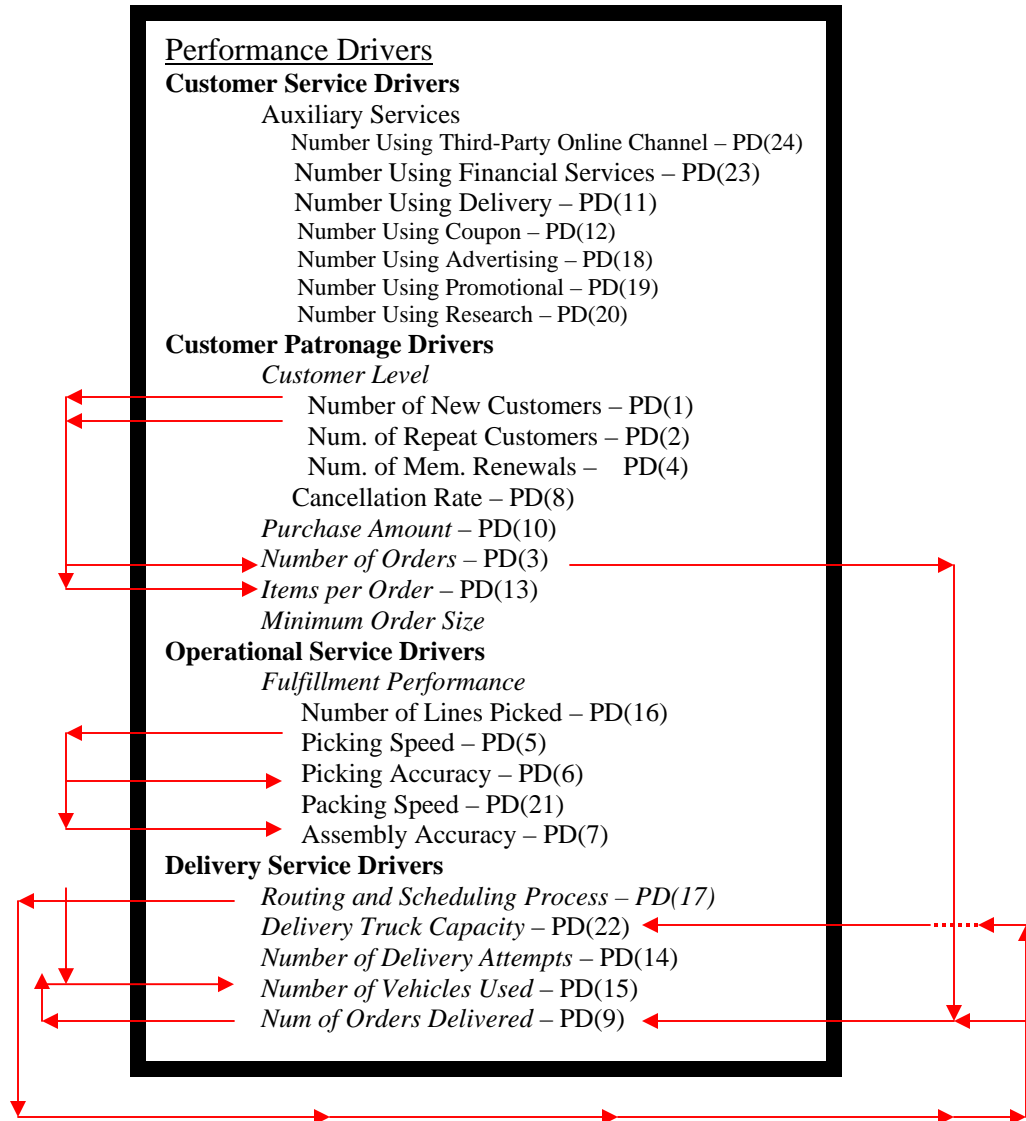 Performance Drivers
Customer Service Drivers
Auxiliary Services
Number Using Third-Party Online Channel – PD(24)
Number Using Financial Services – PD(23)
Number Using Delivery – PD(11)
Number Using Coupon – PD(12)
Number Using Advertising – PD(18)
Number Using Promotional – PD(19)
Number Using Research – PD(20)
Customer Patronage Drivers
Customer Level
Number of New Customers – PD(1)
Num. of Repeat Customers – PD(2)
Num. of Mem. Renewals – PD(4)
Cancellation Rate – PD(8)
Purchase Amount – PD(10)
Number of Orders – PD(3)
Items per Order – PD(13)
Minimum Order Size
Operational Service Drivers
Fulfillment Performance
Number of Lines Picked – PD(16)
Picking Speed – PD(5)
Picking Accuracy – PD(6)
Packing Speed – PD(21)
Assembly Accuracy – PD(7)
Delivery Service Drivers
Routing and Scheduling Process – PD(17)
Delivery Truck Capacity – PD(22)
Number of Delivery Attempts – PD(14)
Number of Vehicles Used – PD(15)
Num of Orders Delivered – PD(9)